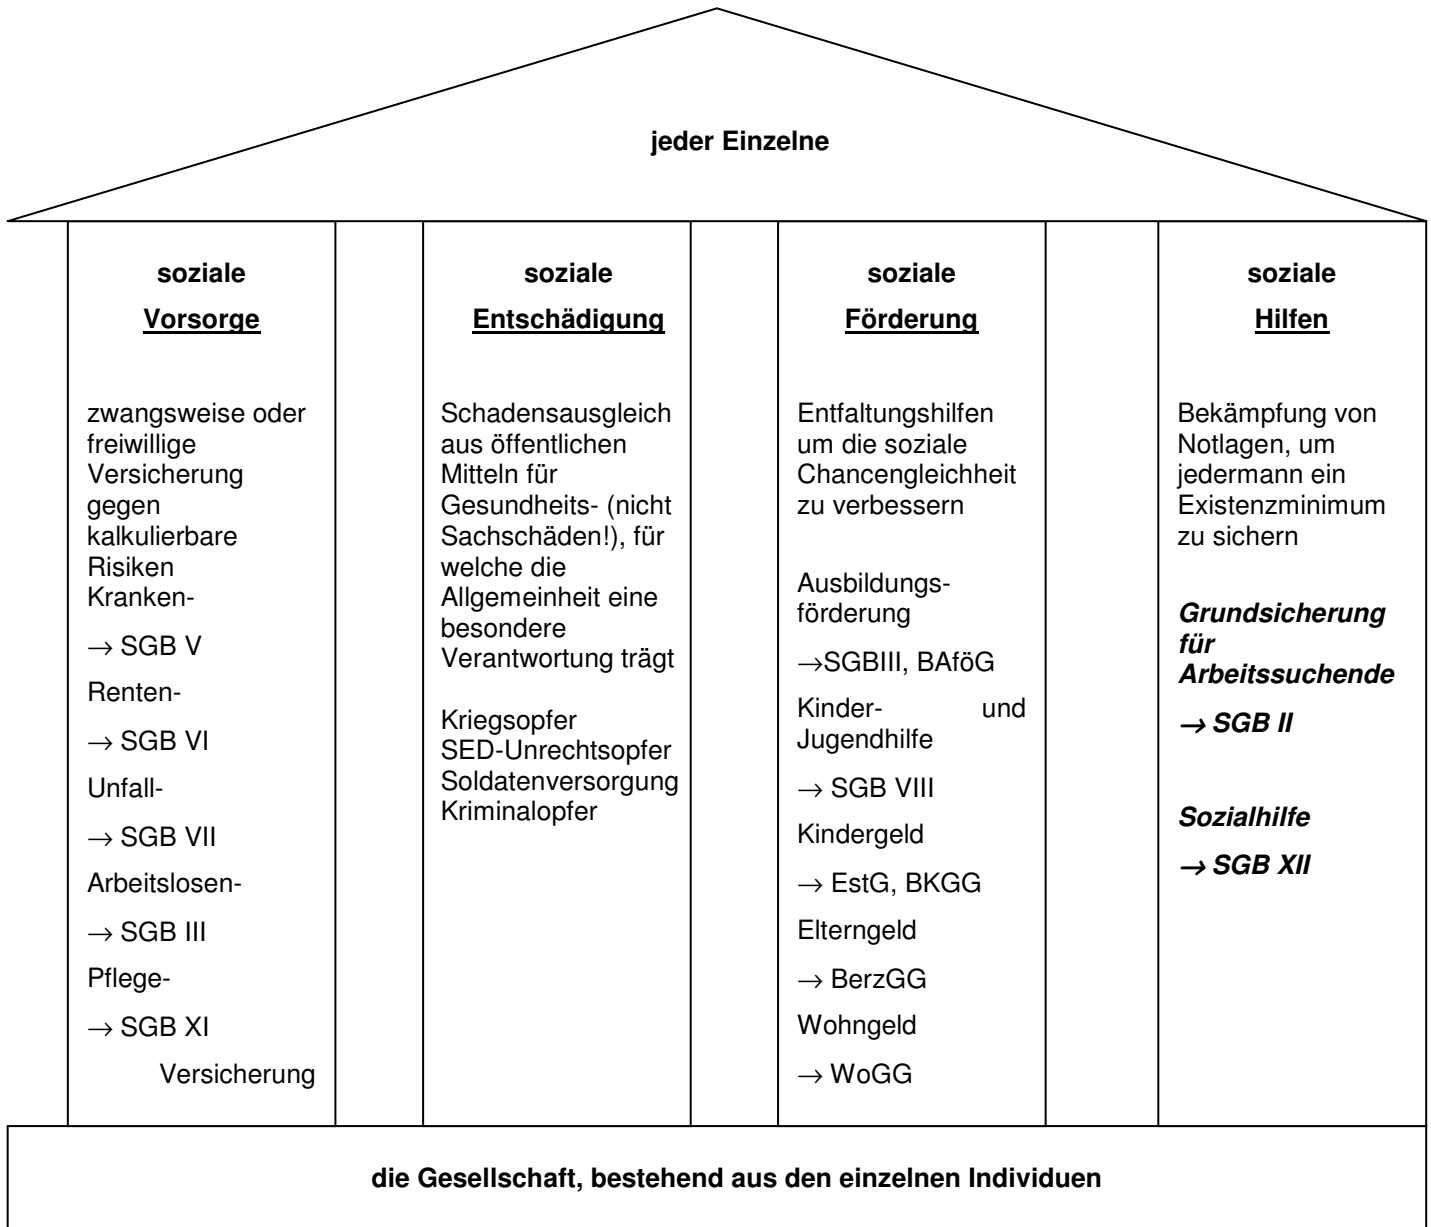 jeder Einzelne
soziale
Vorsorge
zwangsweise oder
freiwillige
Versicherung
gegen
kalkulierbare
Risiken
Kranken-
→ SGB V
Renten-
→ SGB VI
Unfall-
→ SGB VII
Arbeitslosen-
→ SGB III
Pflege-
→ SGB XI
Versicherung
soziale
Entschädigung
Schadensausgleich
aus öffentlichen
Mitteln für
Gesundheits- (nicht
Sachschäden!), für
welche die
Allgemeinheit eine
besondere
Verantwortung trägt
Kriegsopfer
SED-Unrechtsopfer
Soldatenversorgung
Kriminalopfer
soziale
Förderung
Entfaltungshilfen
um die soziale
Chancengleichheit
zu verbessern
Ausbildungs-
förderung
→SGBIII, BAföG
Kinder- und
Jugendhilfe
→ SGB VIII
Kindergeld
→ EstG, BKGG
Elterngeld
→ BerzGG
Wohngeld
→ WoGG
soziale
Hilfen
Bekämpfung von
Notlagen, um
jedermann ein
Existenzminimum
zu sichern
Grundsicherung
für
Arbeitssuchende
→ SGB II
Sozialhilfe
→ SGB XII
die Gesellschaft, bestehend aus den einzelnen Individuen